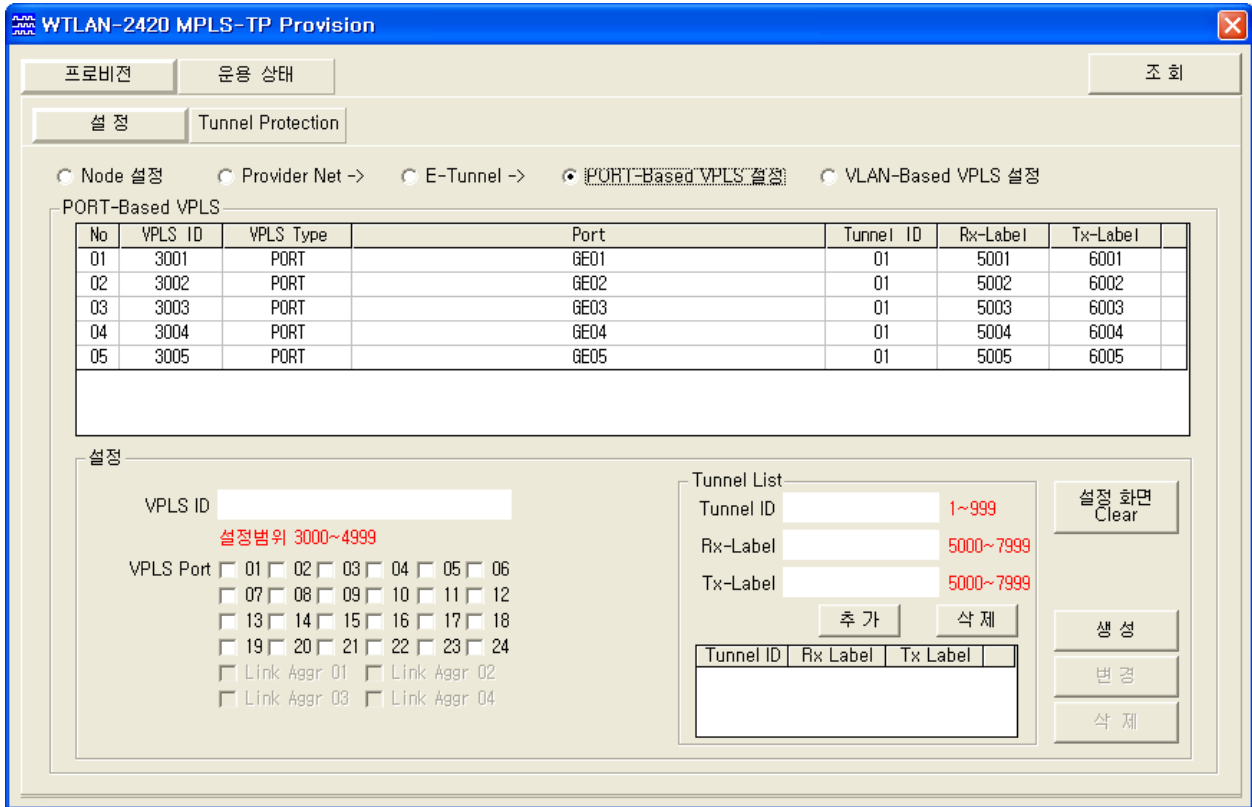 WTLAN-2420 MPLS-TP Provision
프로비전 운용 상태 조 회
설 정 Tunnel Protection
Node 설정 Provider Net -> E-Tunnel -> PORT-Based VPLS 설정 VLAN-Based VPLS 설정
PORT-Based VPLS
No VPLS ID VPLS Type Port Tunnel ID Rx-Label Tx-Label
01 3001 PORT GE01 01 5001 6001
02 3002 PORT GE02 01 5002 6002
03 3003 PORT GE03 01 5003 6003
04 3004 PORT GE04 01 5004 6004
05 3005 PORT GE05 01 5005 6005
설정
VPLS ID
설정범위 3000~4999
VPLS Port 01 02 03 04 05 06
07 08 09 10 11 12
13 14 15 16 17 18
19 20 21 22 23 24
Link Aggr 01 Link Aggr 02
Link Aggr 03 Link Aggr 04
Tunnel List
Tunnel ID 1~999
Rx-Label 5000~7999
Tx-Label 5000~7999
추 가 삭 제
Tunnel ID Rx Label Tx Label
설정 화면
Clear
생 성
변 경
삭 제